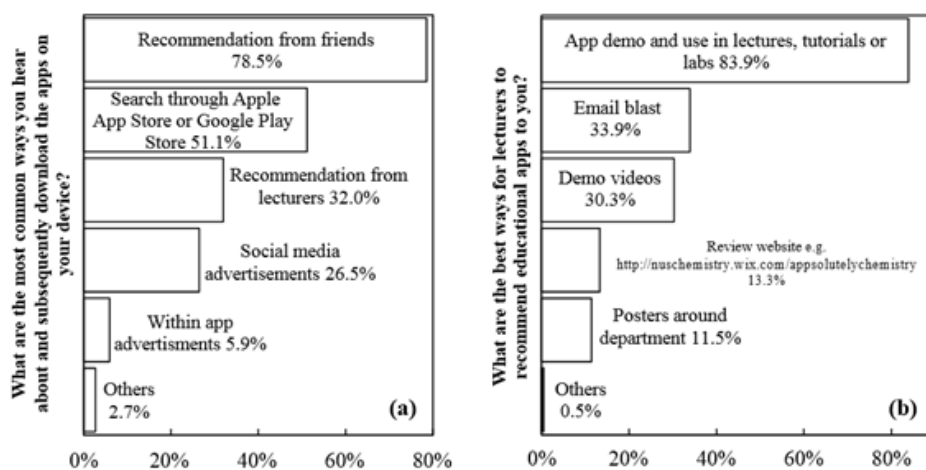 What are the most common ways you hear
about and subsequently download the apps on
your device?
Recommendation from friends
78.5%
Search through Apple
App Store or Google Play
Store 51.1%
Recommendation from
lecturers 32.0%
Social media
advertisements 26.5%
Within app
advertisments 5.9%
Others
2.7%
(a)
0%
20%
40%
60%
80%
What are the best ways for lecturers to
recommend educational apps to you?
App demo and use in lectures, tutorials or
labs 83.9%
Email blast
33.9%
Demo videos
30.3%
Review website e.g.
http://nuschemistry.wix.com/appsolutelychemistry
13.3%
Posters around
department 11.5%
Others
0.5%
(b)
0%
20%
40%
60%
80%